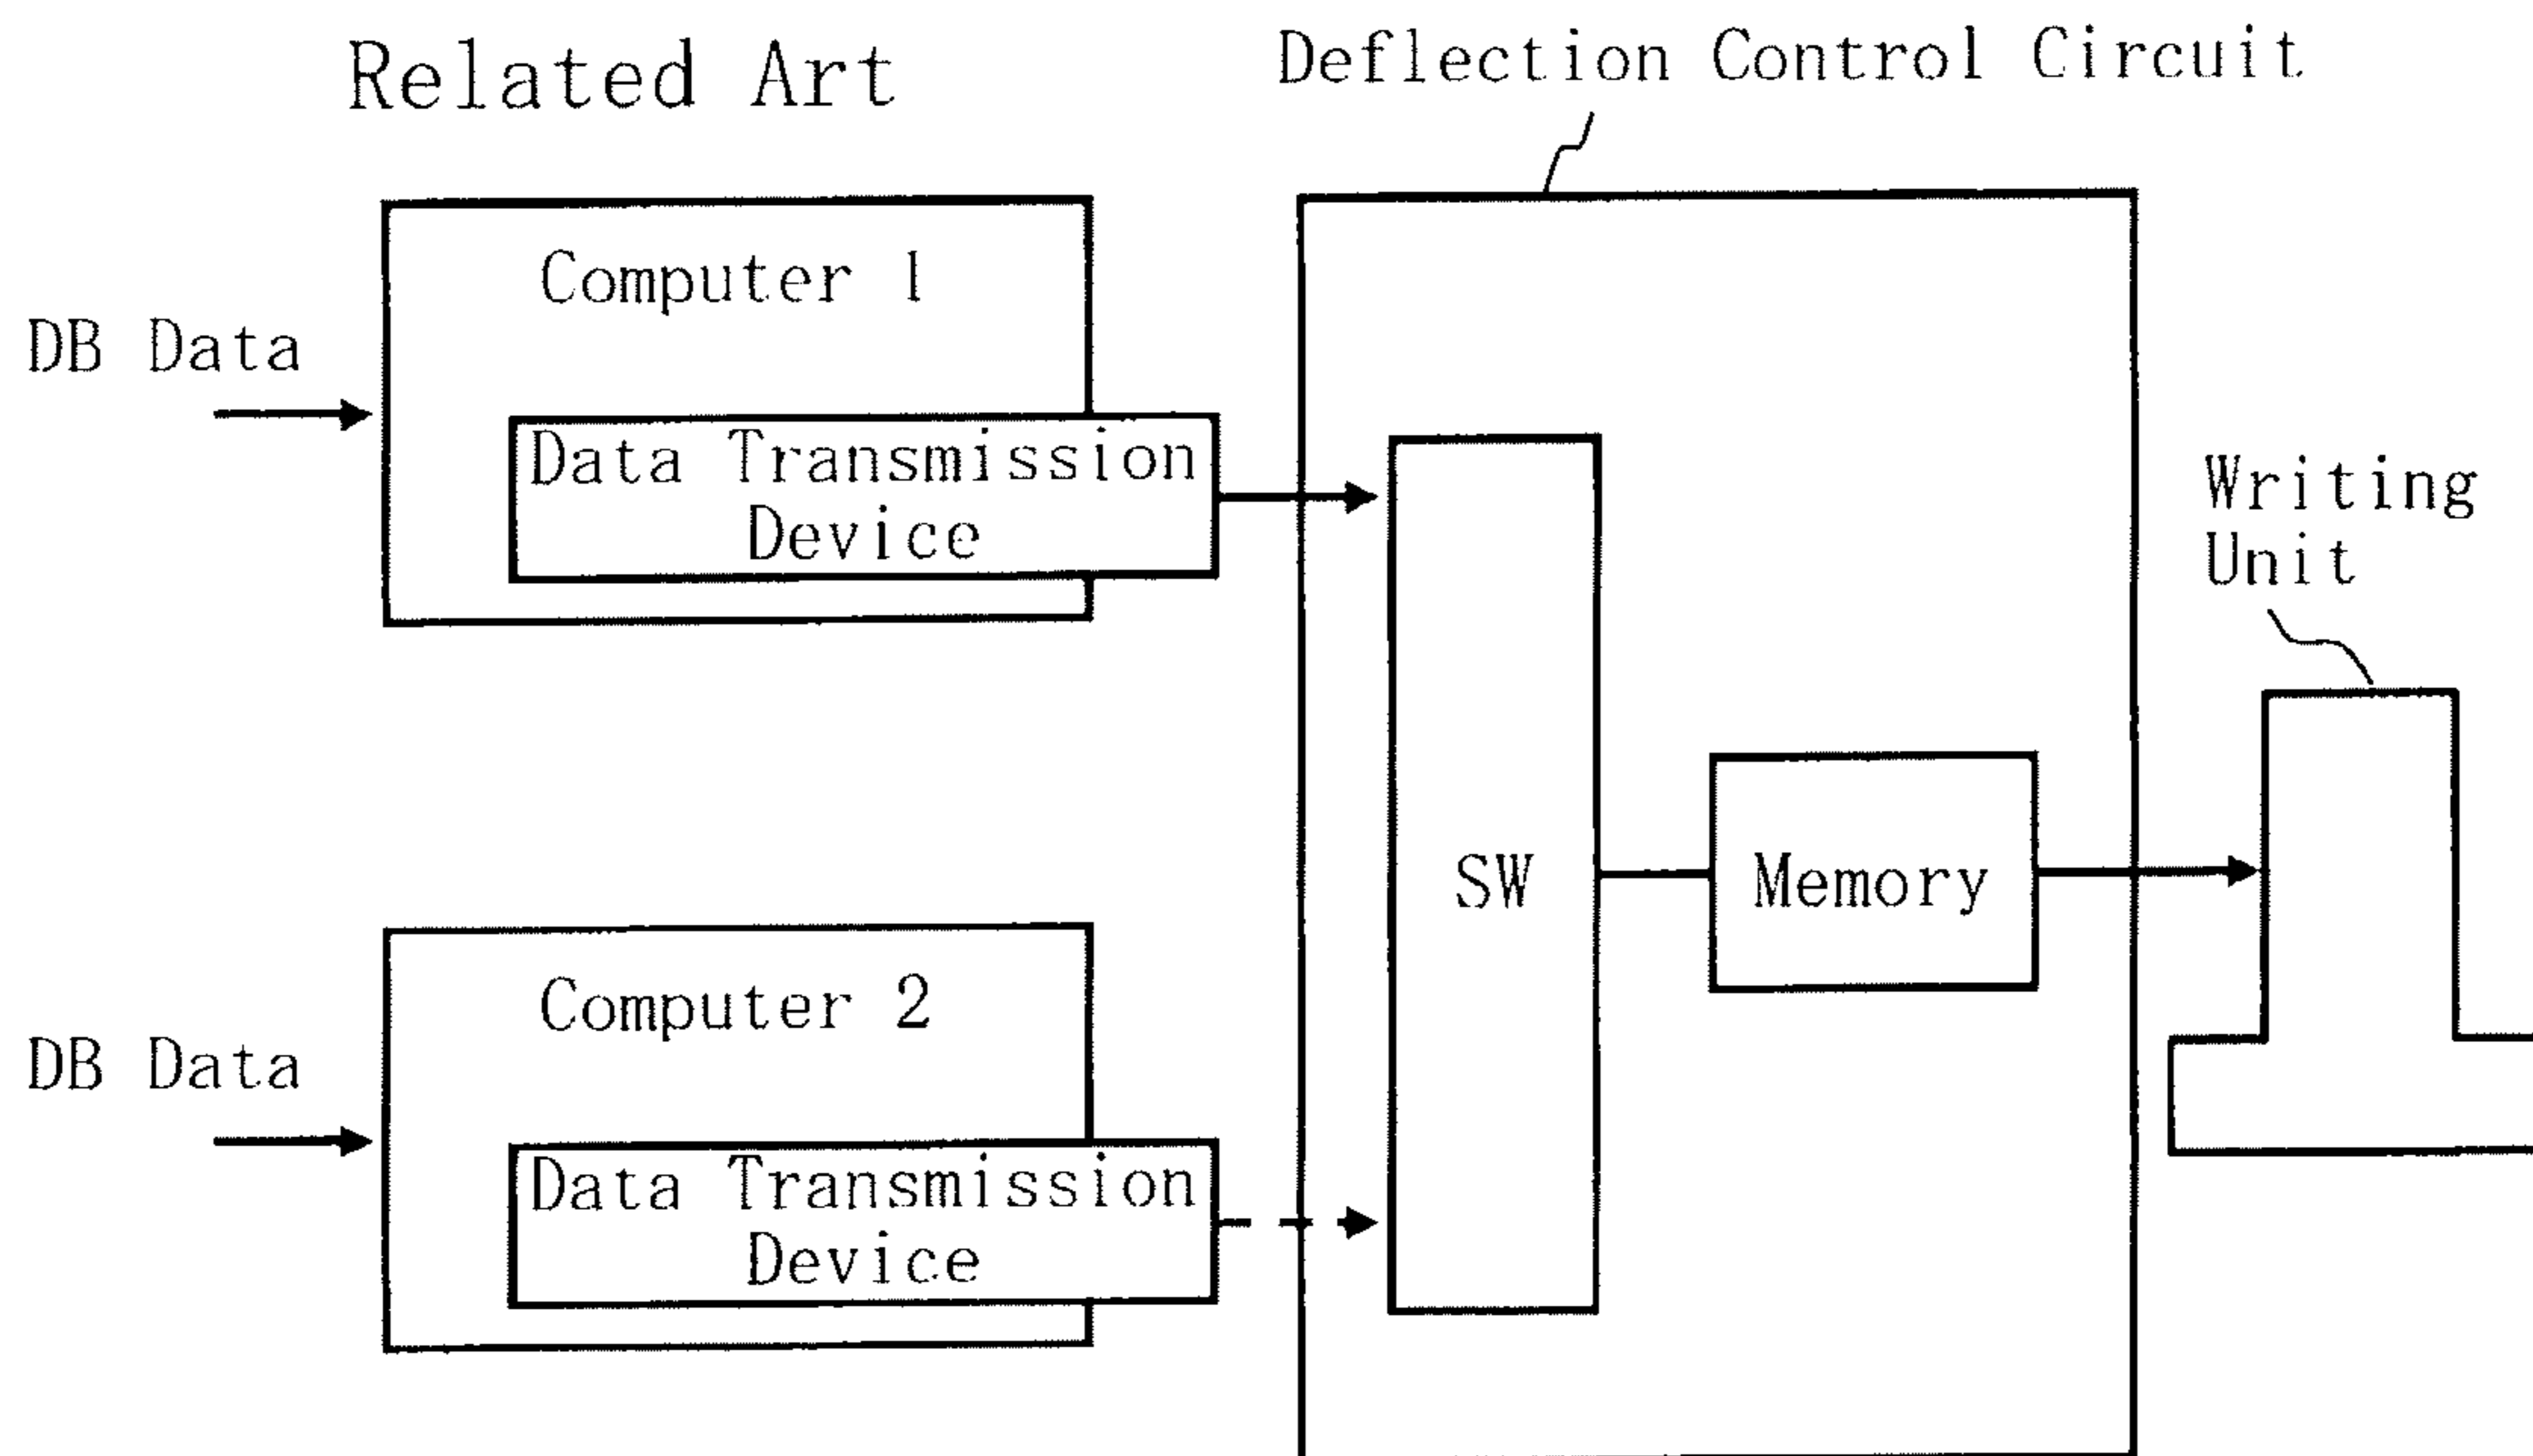 Related Art
Deflection Control Circuit
Computer 1
DB Data
Data Transmission
Device
Writing
Unit
SW
Memory
Computer 2
DB Data
Data Transmission
Device